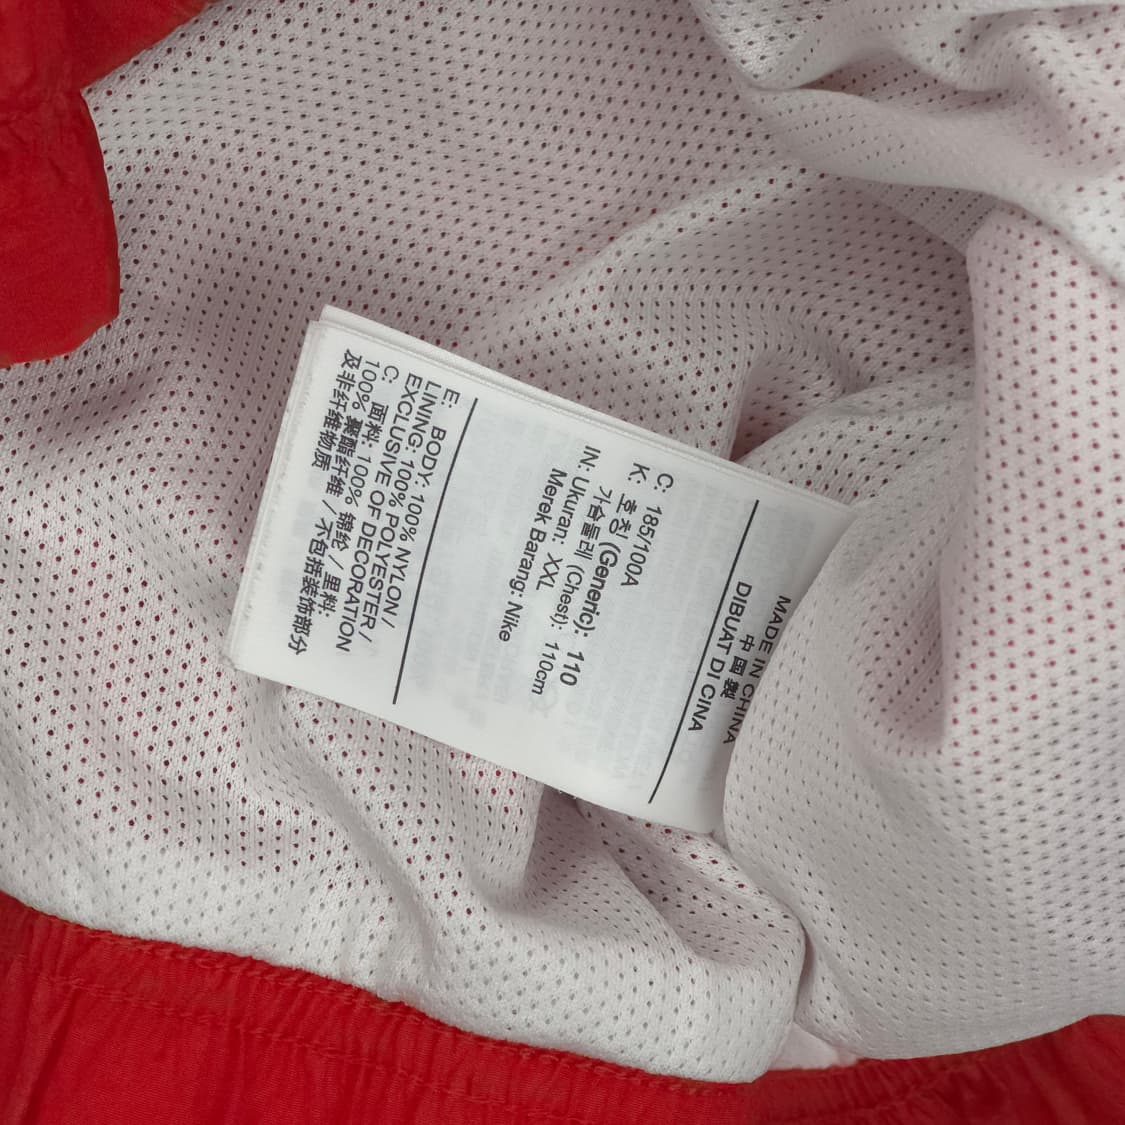 MADE IN CHINA
中國製
DIBUAT DI CINA
C: 185/100A
K: 호칭 (Generic): 110
가슴둘레 (Chest): 110cm
IN: Ukuran: XXL
Merek Barang: Nike
E: BODY: 100% NYLON /
LINING: 100% POLYESTER /
EXCLUSIVE OF DECORATION
C: 面料: 100% 锦纶 / 里料:
100% 聚酯纤维 / 不包括装饰部分
及非纤维物质